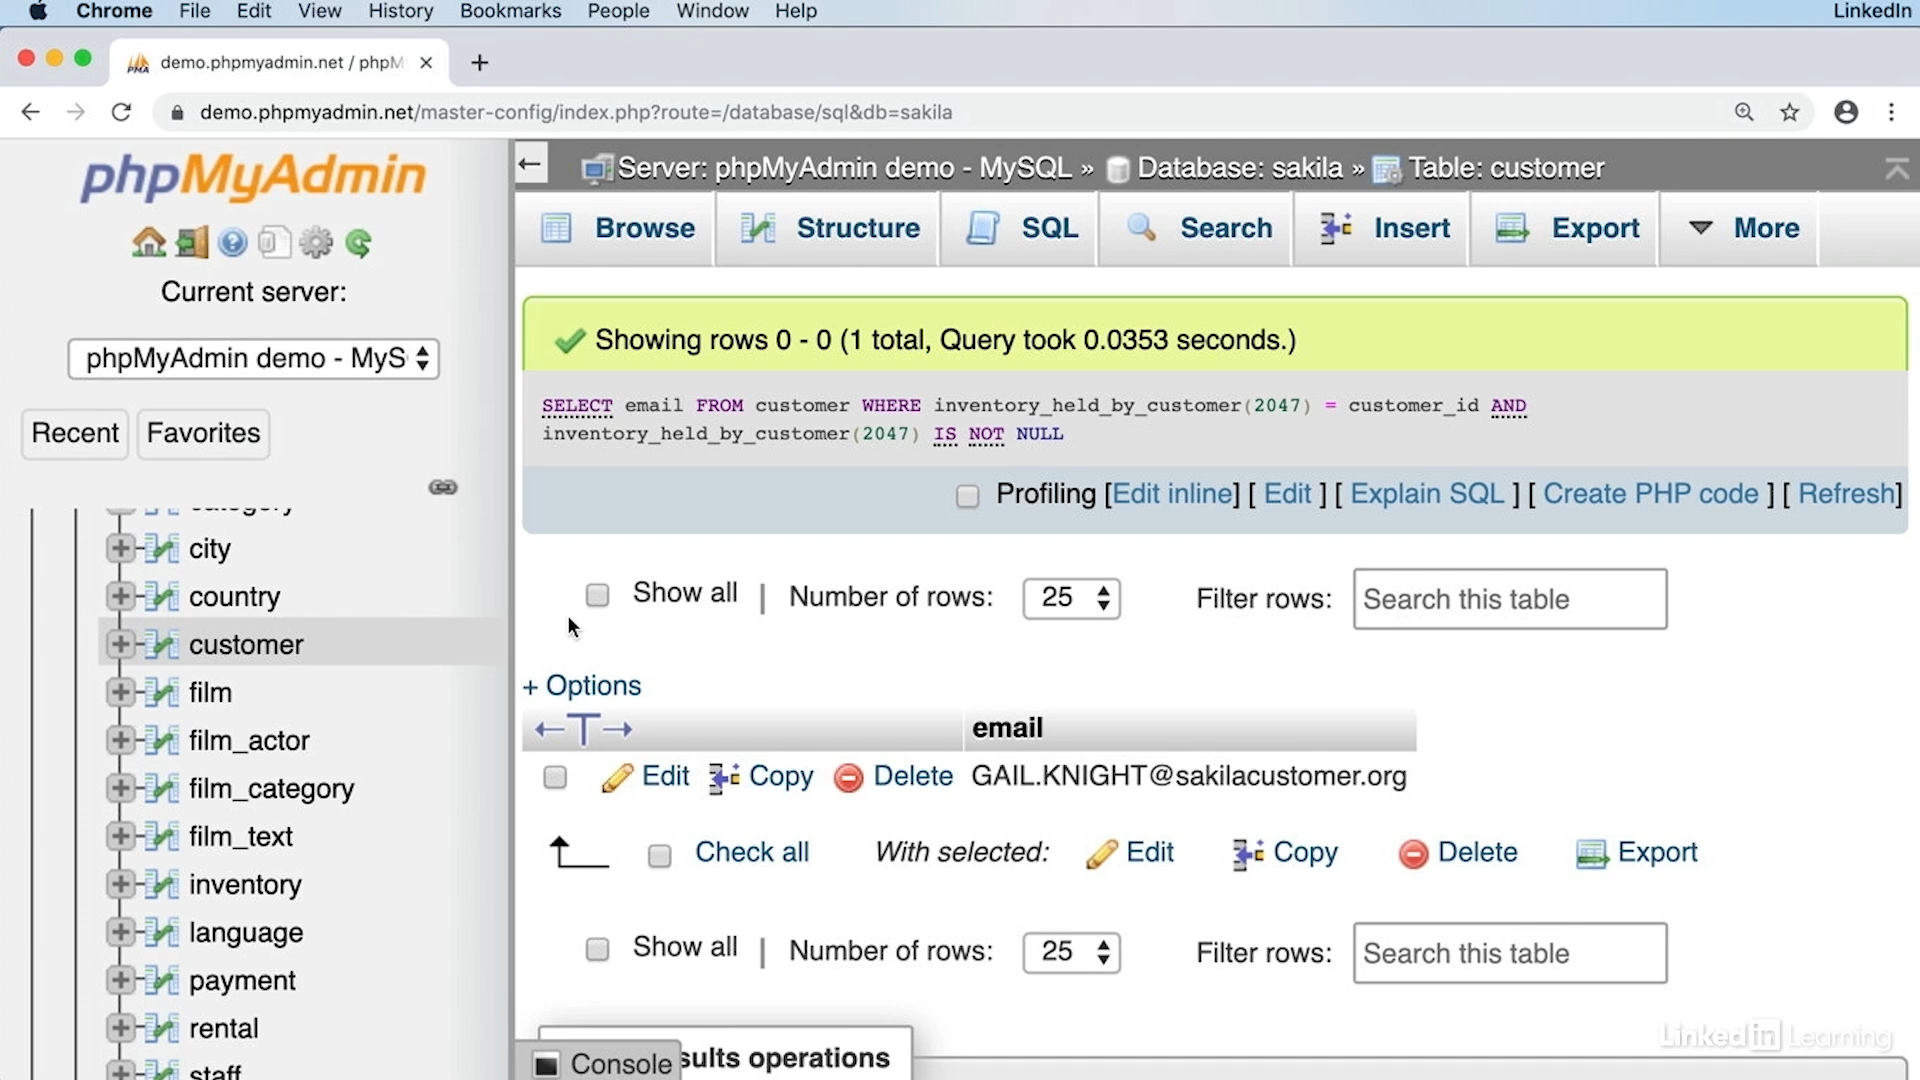 Chrome File Edit View History Bookmarks People Window Help LinkedIn
demo.phpmyadmin.net / phpM
demo.phpmyadmin.net/master-config/index.php?route=/database/sql&db=sakila
phpMyAdmin
Current server:
phpMyAdmin demo - MyS
Recent Favorites
category
city
country
customer
film
film_actor
film_category
film_text
inventory
language
payment
rental
staff
Server: phpMyAdmin demo - MySQL » Database: sakila » Table: customer
Browse Structure SQL Search Insert Export More
Showing rows 0 - 0 (1 total, Query took 0.0353 seconds.)
SELECT email FROM customer WHERE inventory_held_by_customer(2047) = customer_id AND
inventory_held_by_customer(2047) IS NOT NULL
Profiling [Edit inline] [ Edit ] [ Explain SQL ] [ Create PHP code ] [ Refresh]
Show all | Number of rows: 25 Filter rows: Search this table
+ Options
←T→ email
Edit Copy Delete GAIL.KNIGHT@sakilacustomer.org
Check all With selected: Edit Copy Delete Export
Show all | Number of rows: 25 Filter rows: Search this table
Console sults operations
LinkedIn Learning